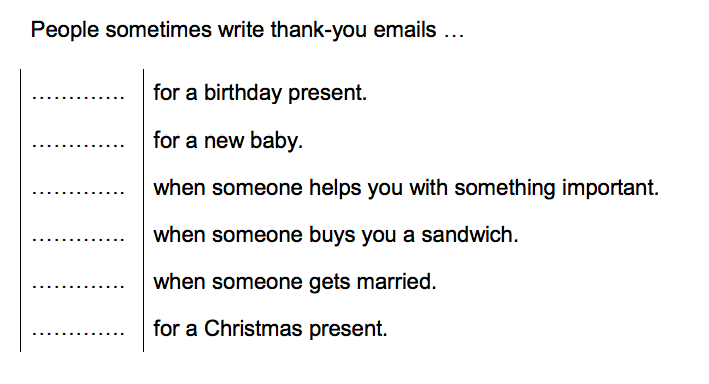 People sometimes write thank-you emails …
…………. for a birthday present.
…………. for a new baby.
…………. when someone helps you with something important.
…………. when someone buys you a sandwich.
…………. when someone gets married.
…………. for a Christmas present.